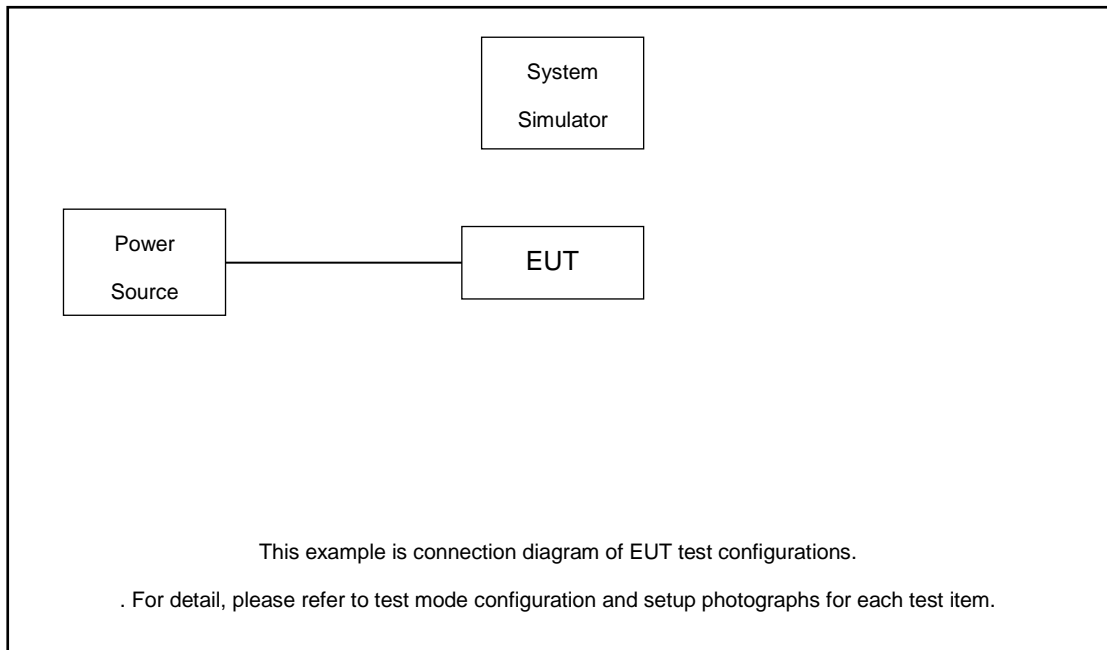 System
Simulator
Power
Source
EUT
This example is connection diagram of EUT test configurations.
. For detail, please refer to test mode configuration and setup photographs for each test item.